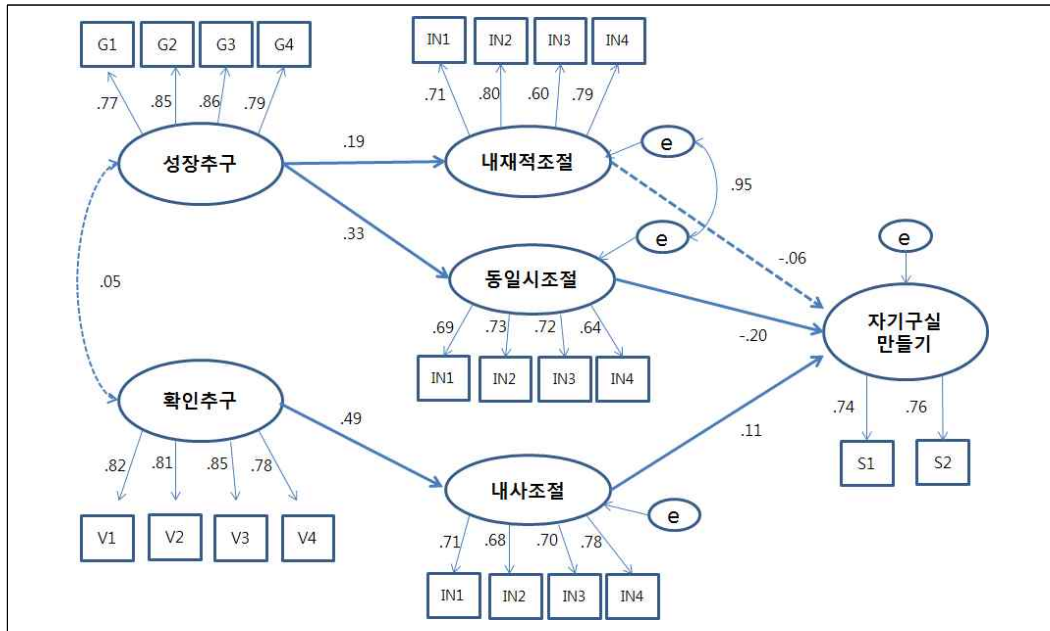 G1
G2
G3
G4
IN1
IN2
IN3
IN4
.77
.85
.86
.79
.71
.80
.60
.79
성장추구
.19
내재적조절
e
.95
.33
e
동일시조절
-.06
e
.05
.69
.73
.72
.64
-.20
자기구실
만들기
IN1
IN2
IN3
IN4
확인추구
.49
.74
.76
.11
.82
.81
.85
.78
내사조절
S1
S2
e
V1
V2
V3
V4
.71
.68
.70
.78
IN1
IN2
IN3
IN4